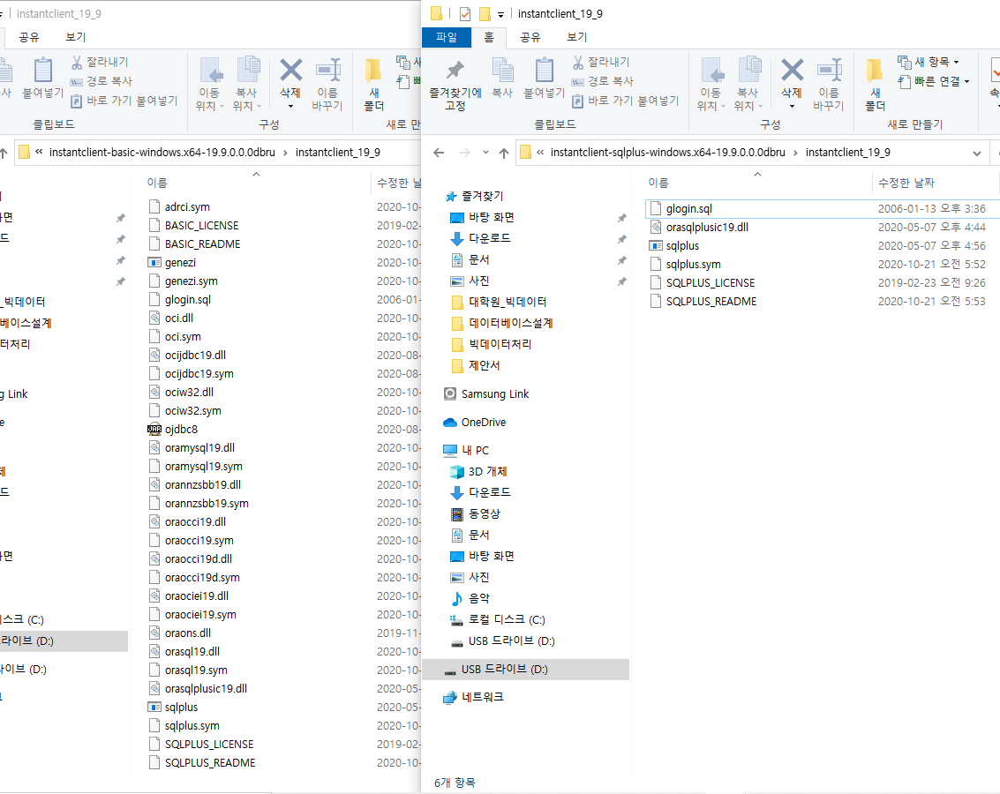 instantclient_19_9
공유 보기
붙여넣기
잘라내기
경로 복사
바로 가기 붙여넣기
이동 위치
복사 위치
삭제
이름 바꾸기
새 폴더
클립보드
구성
새로 만
« instantclient-basic-windows.x64-19.9.0.0.0dbru > instantclient_19_9
이름 수정한 날
adrci.sym 2020-10-
BASIC_LICENSE 2019-02-
BASIC_README 2020-10-
genezi 2020-10-
genezi.sym 2020-10-
glogin.sql 2006-01-
oci.dll 2020-10-
oci.sym 2020-10-
ocijdbc19.dll 2020-08-
ocijdbc19.sym 2020-08-
ociw32.dll 2020-10-
ociw32.sym 2020-10-
ojdbc8 2020-08-
oramysql19.dll 2020-10-
oramysql19.sym 2020-10-
orannzsbb19.dll 2020-10-
orannzsbb19.sym 2020-10-
oraocci19.dll 2020-10-
oraocci19.sym 2020-10-
oraocci19d.dll 2020-10-
oraocci19d.sym 2020-10-
oraociei19.dll 2020-10-
oraociei19.sym 2020-10-
oraons.dll 2019-11-
orasql19.dll 2020-10-
orasql19.sym 2020-10-
orasqlplusic19.dll 2020-05-
sqlplus 2020-05-
sqlplus.sym 2020-10-
SQLPLUS_LICENSE 2019-02-
SQLPLUS_README 2020-10-
_빅데이터
베이스설계
터처리
g Link
스크 (C:)
라이브 (D:)
라이브 (D:)
instantclient_19_9
파일 홈 공유 보기
즐겨찾기에 고정
복사
붙여넣기
잘라내기
경로 복사
바로 가기 붙여넣기
이동 위치
복사 위치
삭제
이름 바꾸기
새 폴더
새 항목
빠른 연결
속
클립보드
구성
새로 만들기
« instantclient-sqlplus-windows.x64-19.9.0.0.0dbru > instantclient_19_9
이름 수정한 날짜
glogin.sql 2006-01-13 오후 3:36
orasqlplusic19.dll 2020-05-07 오후 4:44
sqlplus 2020-05-07 오후 4:56
sqlplus.sym 2020-10-21 오전 5:52
SQLPLUS_LICENSE 2019-02-23 오전 9:26
SQLPLUS_README 2020-10-21 오전 5:53
즐겨찾기
바탕 화면
다운로드
문서
사진
대학원_빅데이터
데이터베이스설계
빅데이터처리
제안서
Samsung Link
OneDrive
내 PC
3D 개체
다운로드
동영상
문서
바탕 화면
사진
음악
로컬 디스크 (C:)
USB 드라이브 (D:)
USB 드라이브 (D:)
네트워크
6개 항목